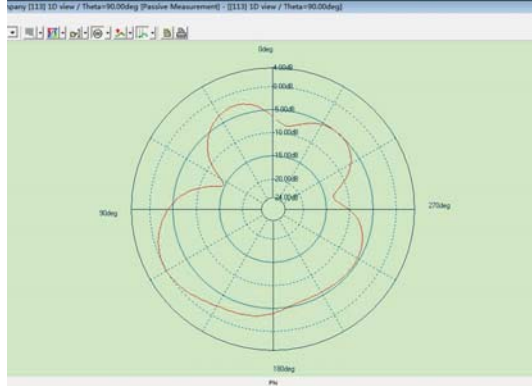 mpany [113] 1D view / Theta=90.00deg [Passive Measurement] - [[113] 1D view / Theta=90.00deg]
0deg
4.00dB
0.00dB
-5.00dB
-10.00dB
-15.00dB
-20.00dB
-24.00dB
90deg
270deg
180deg
Phi